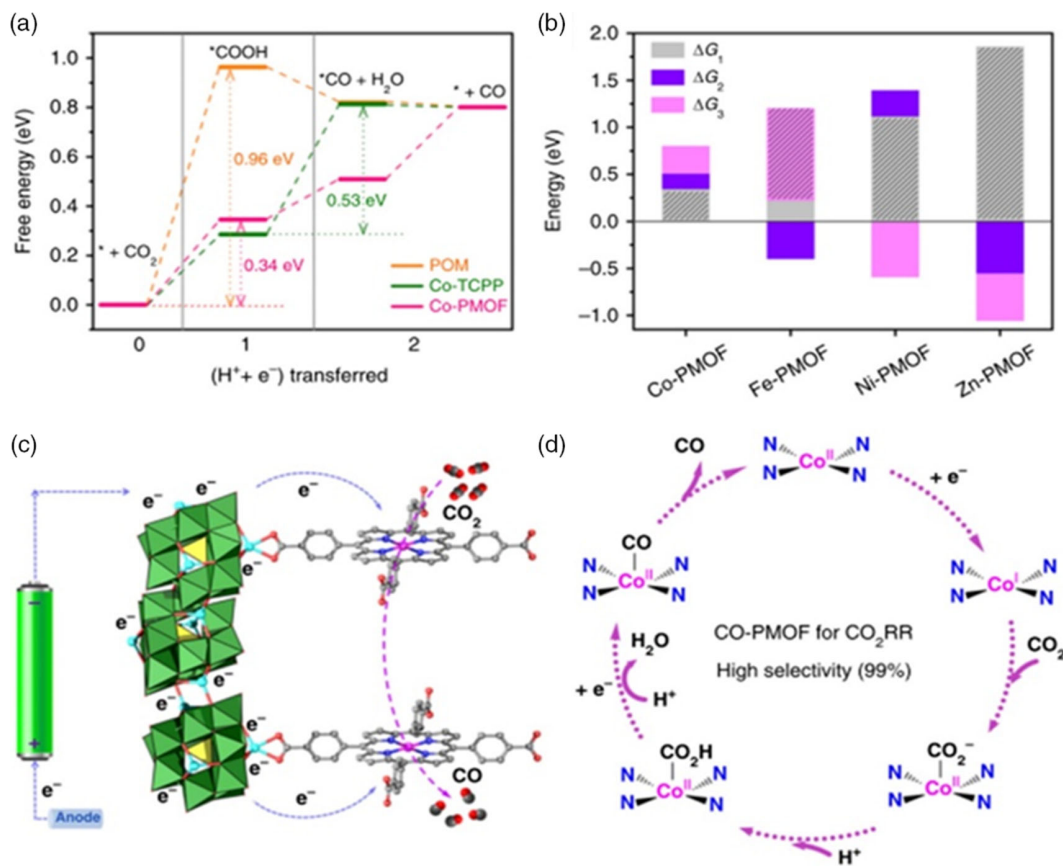 (a)
Free energy (eV)
1.0
0.8
0.6
0.4
0.2
0.0
* + CO₂
*COOH
*CO + H₂O
* + CO
0.96 eV
0.53 eV
0.34 eV
POM
Co-TCPP
Co-PMOF
0 1 2
(H⁺+ e⁻) transferred
(b)
Energy (eV)
2.0
1.5
1.0
0.5
0.0
−0.5
−1.0
ΔG₁
ΔG₂
ΔG₃
Co-PMOF
Fe-PMOF
Ni-PMOF
Zn-PMOF
(c)
e⁻
e⁻
e⁻
e⁻
e⁻
e⁻
CO₂
e⁻
e⁻
e⁻
e⁻
e⁻
e⁻
e⁻
CO
−
+
e⁻
Anode
(d)
CO
N N
Coᴵᴵ
N N
+ e⁻
N N
Coᴵ
N N
CO₂
CO₂⁻
N N
Coᴵᴵ
N N
H⁺
CO₂H
N N
Coᴵᴵ
N N
+ e⁻
H₂O
H⁺
CO
N N
Coᴵᴵ
N N
CO-PMOF for CO₂RR
High selectivity (99%)